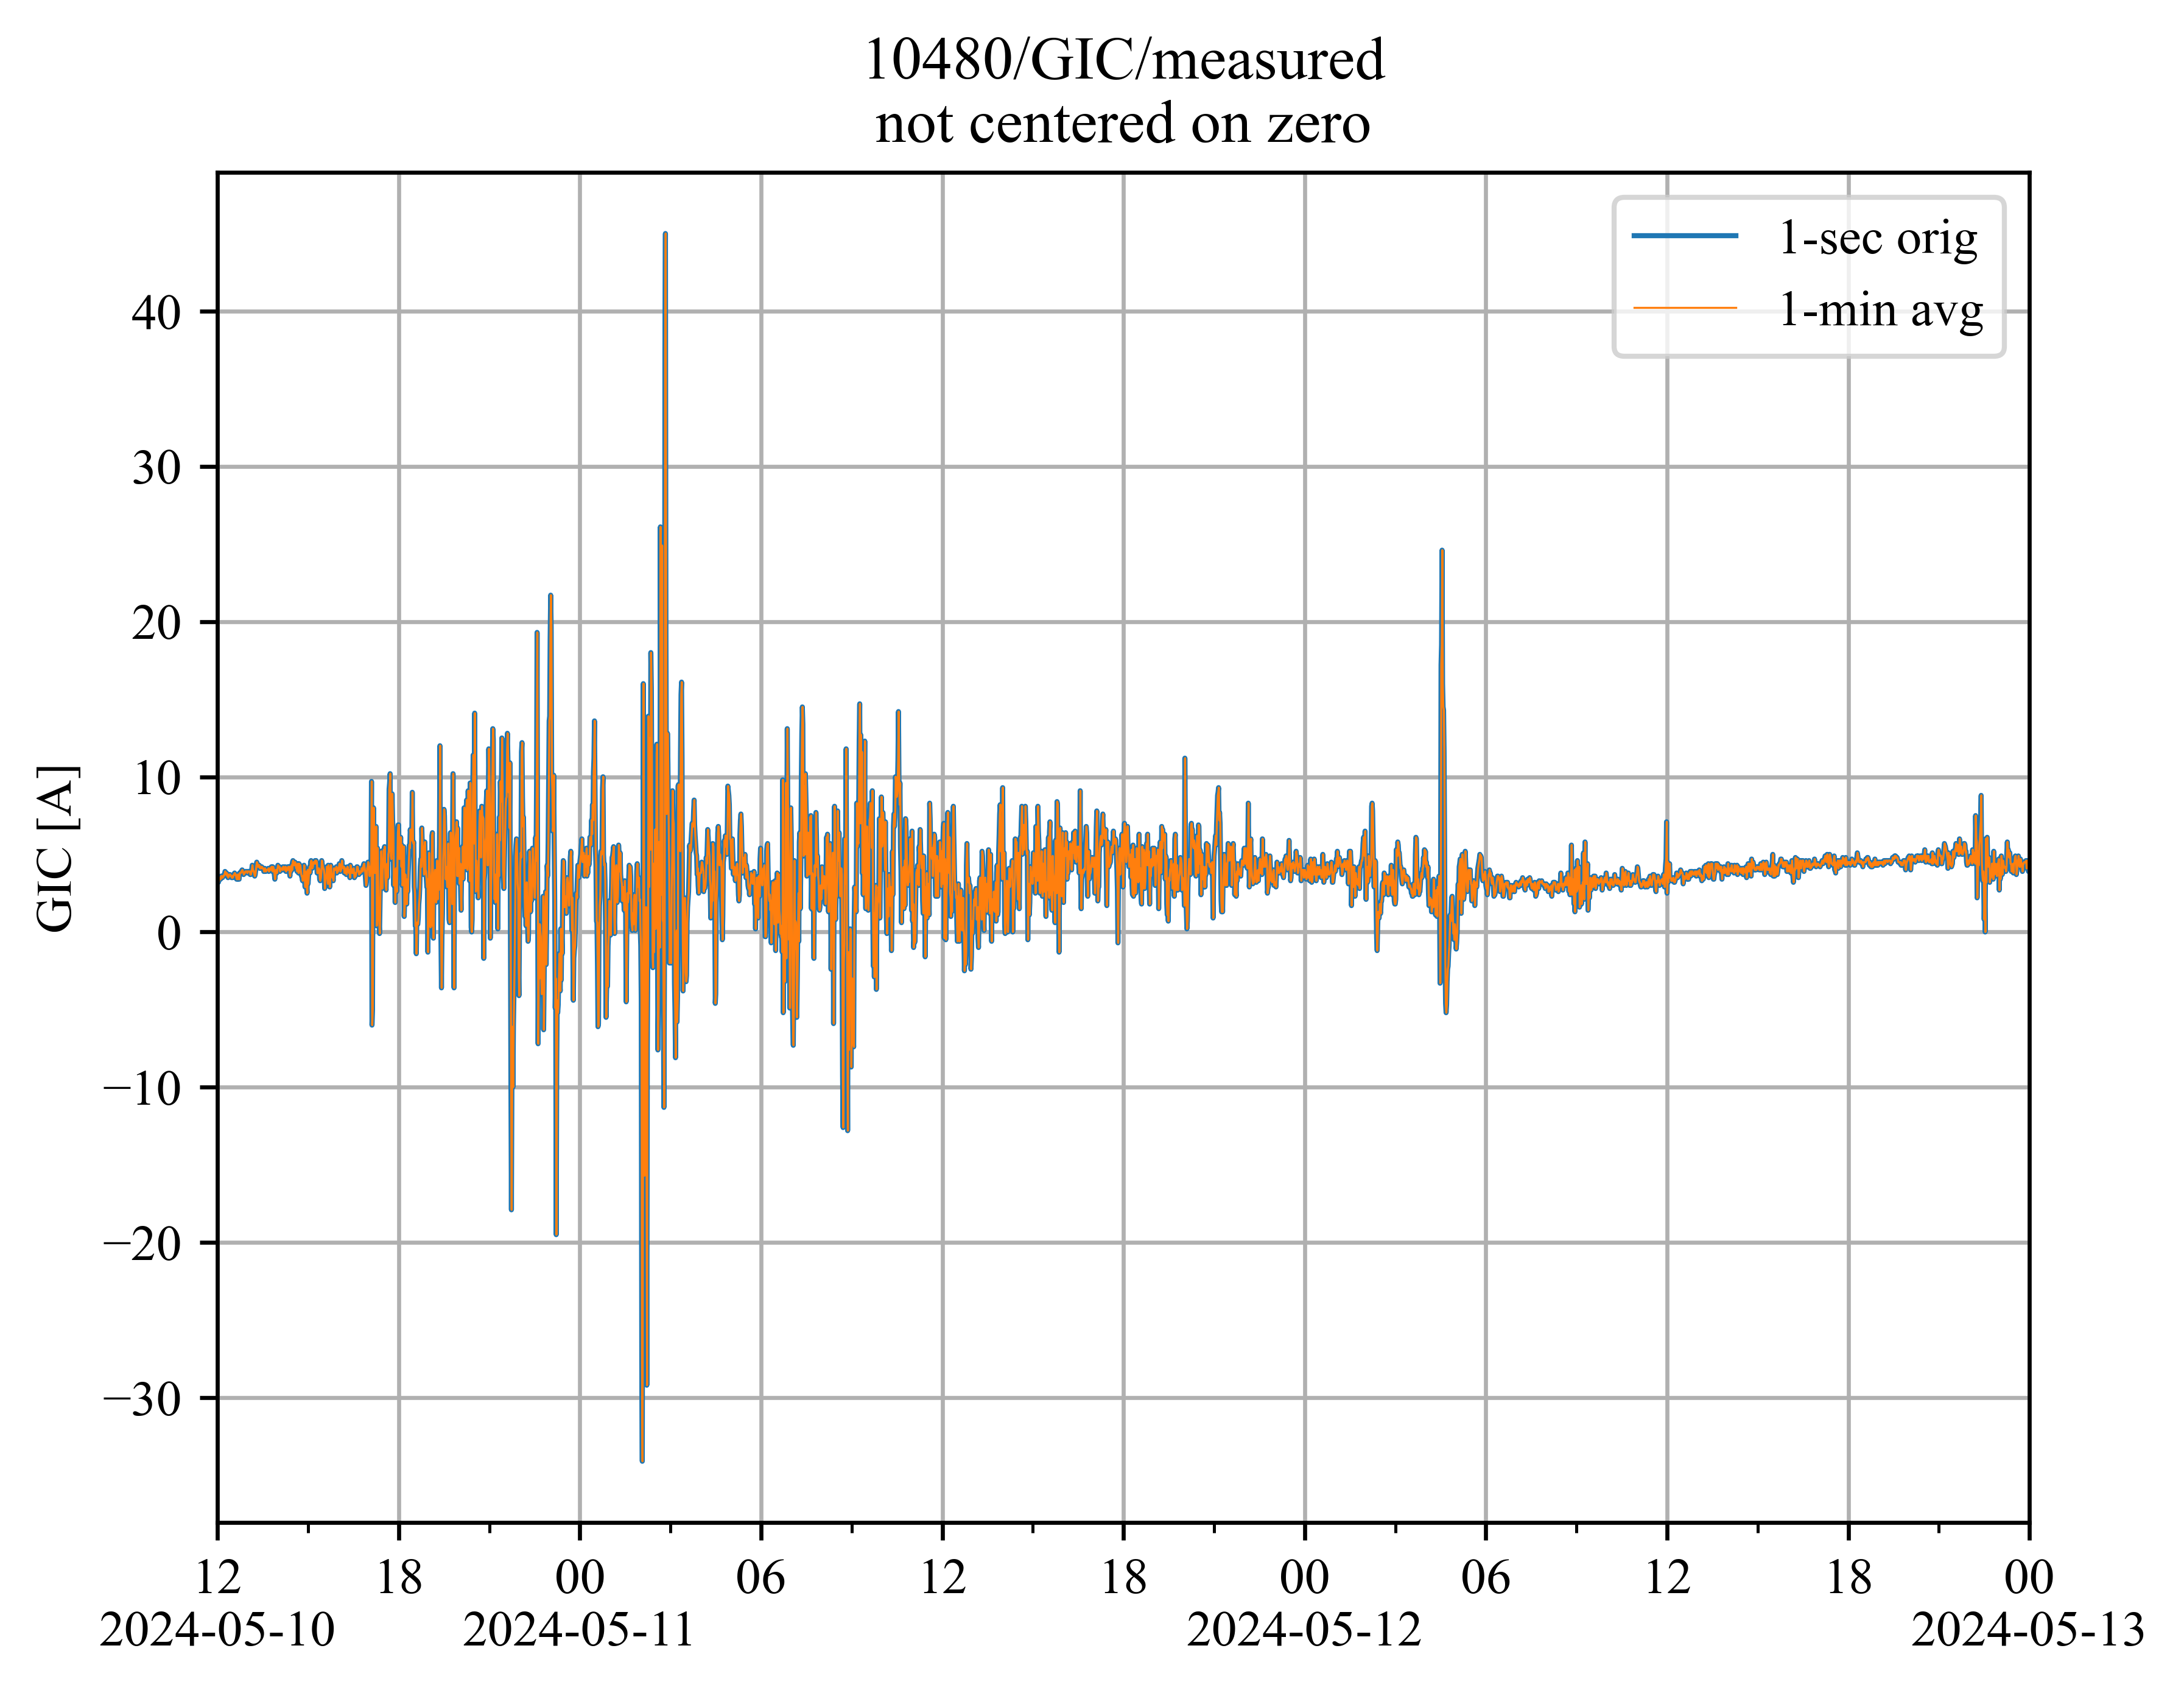 10480/GIC/measured
not centered on zero
1-sec orig
1-min avg
GIC [A]
40
30
20
10
0
−10
−20
−30
12 18 00 06 12 18 00 06 12 18 00
2024-05-10 2024-05-11 2024-05-12 2024-05-13